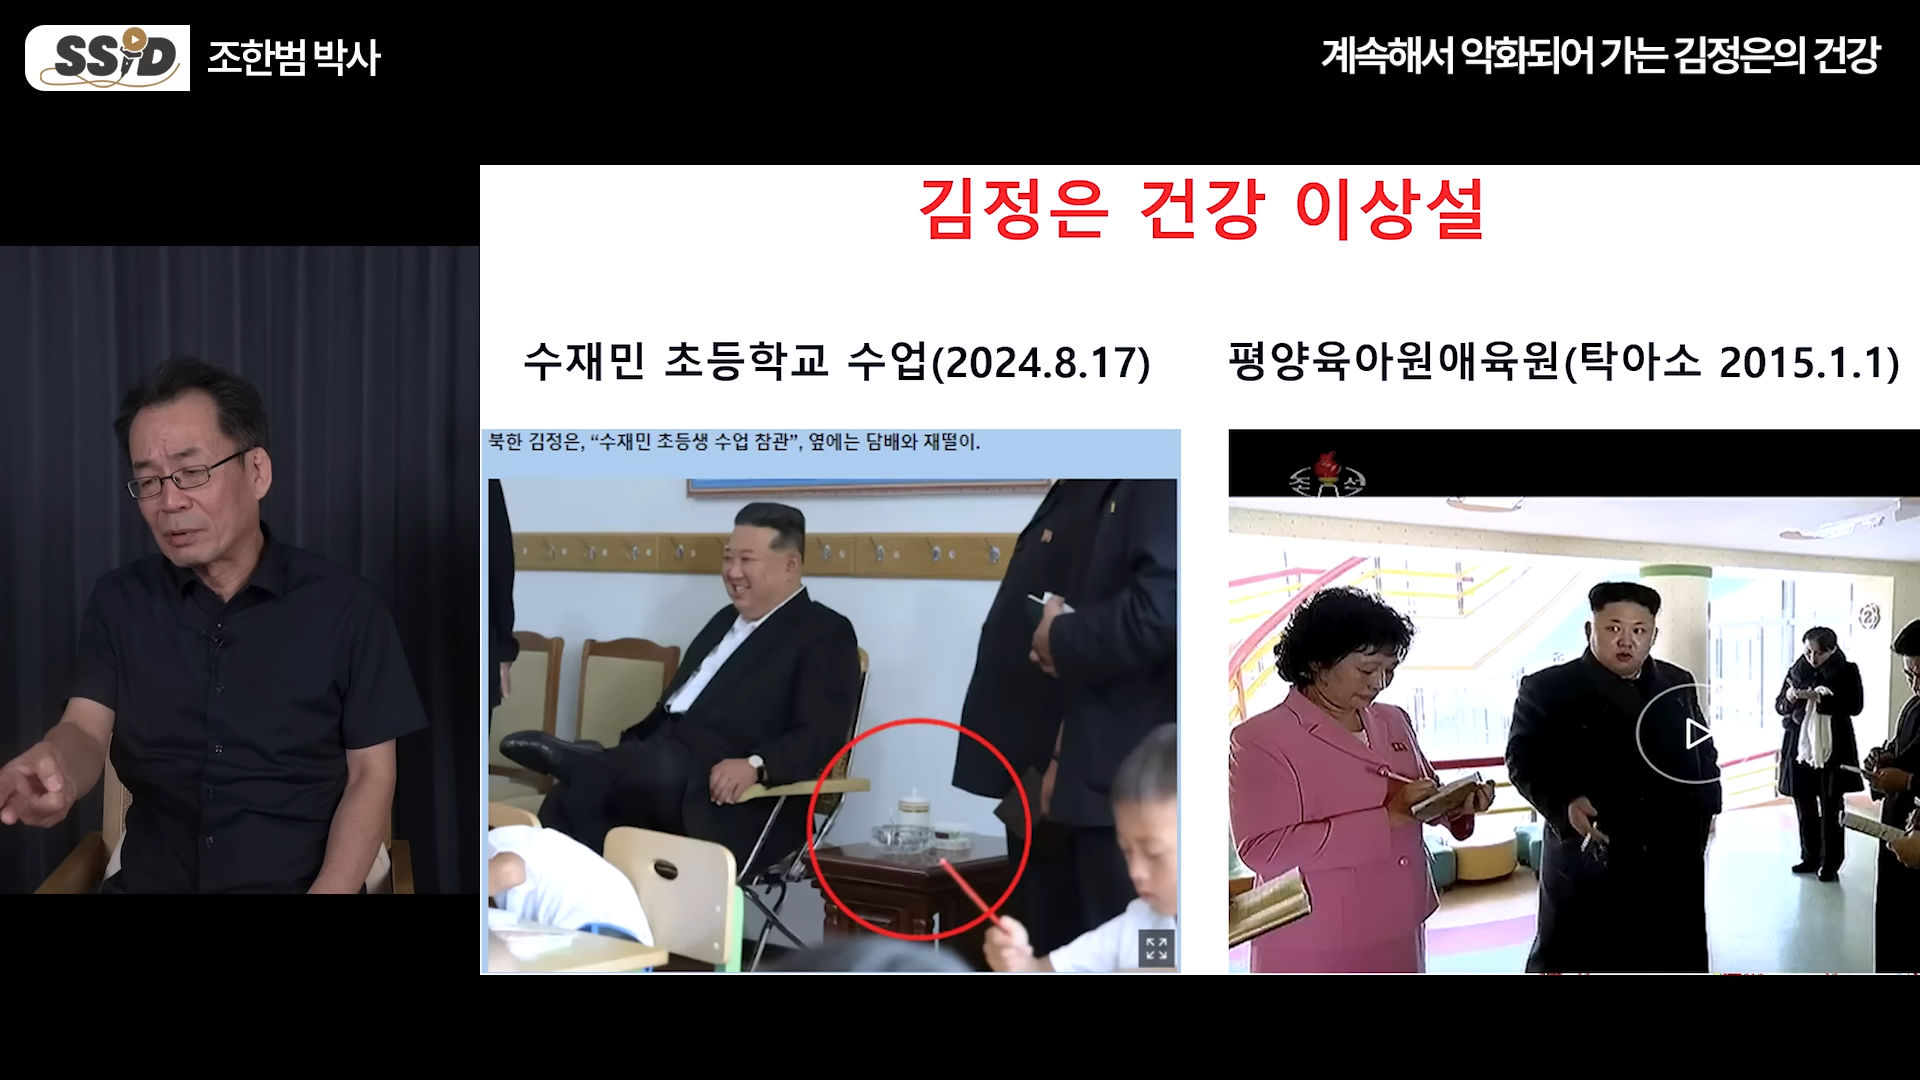 SSiD
조한범 박사
계속해서 악화되어 가는 김정은의 건강
김정은 건강 이상설
수재민 초등학교 수업(2024.8.17)
평양육아원애육원(탁아소 2015.1.1)
북한 김정은, “수재민 초등생 수업 참관”, 옆에는 담배와 재떨이.
조 선